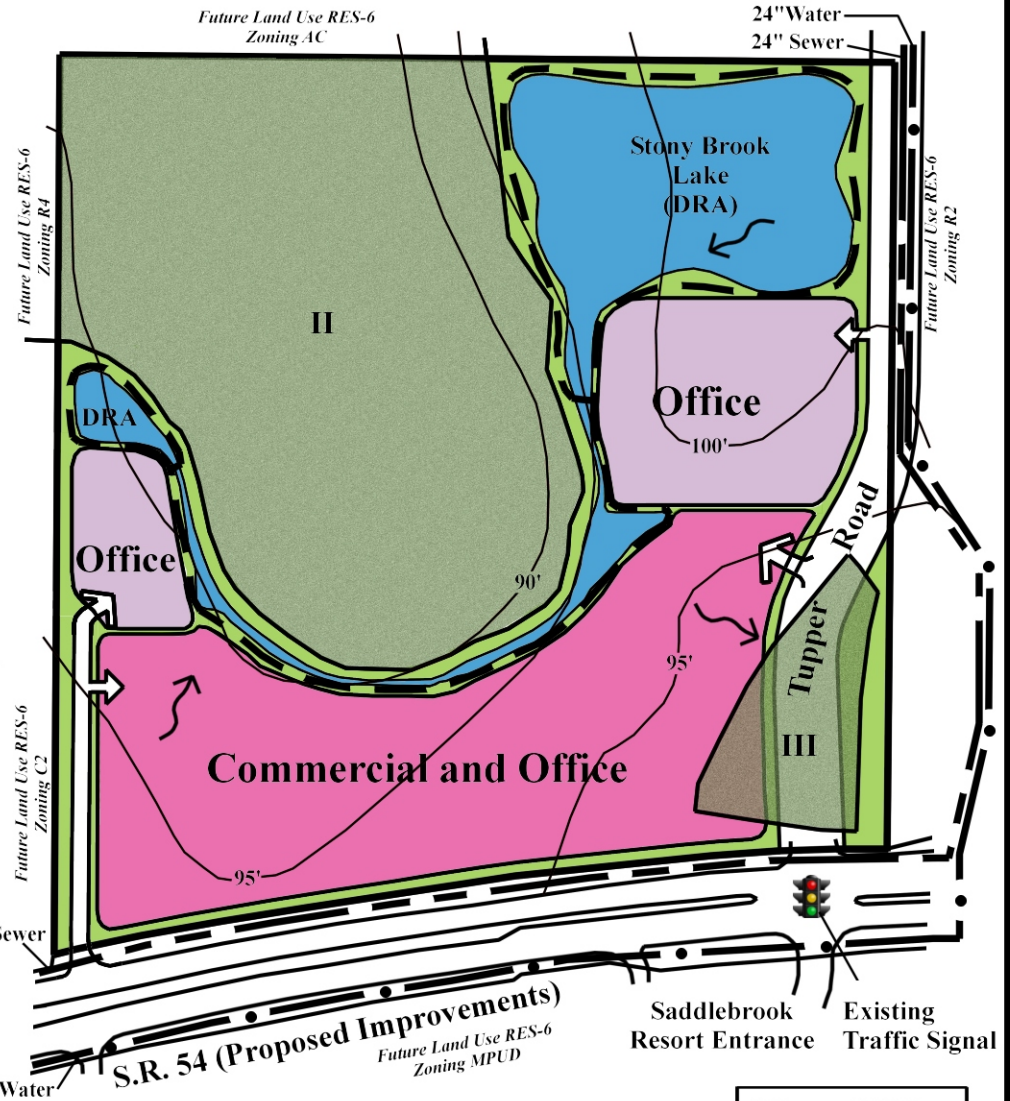 Future Land Use RES-6
Zoning AC
24"Water
24" Sewer
Future Land Use RES-6
Zoning R4
Stony Brook
Lake
(DRA)
Future Land Use RES-6
Zoning R2
II
DRA
Office
100'
Office
Road
90'
Tupper
95'
III
Commercial and Office
Future Land Use RES-6
Zoning C2
95'
Sewer
S.R. 54 (Proposed Improvements)
Future Land Use RES-6
Zoning MPUD
Saddlebrook
Resort Entrance
Existing
Traffic Signal
Water